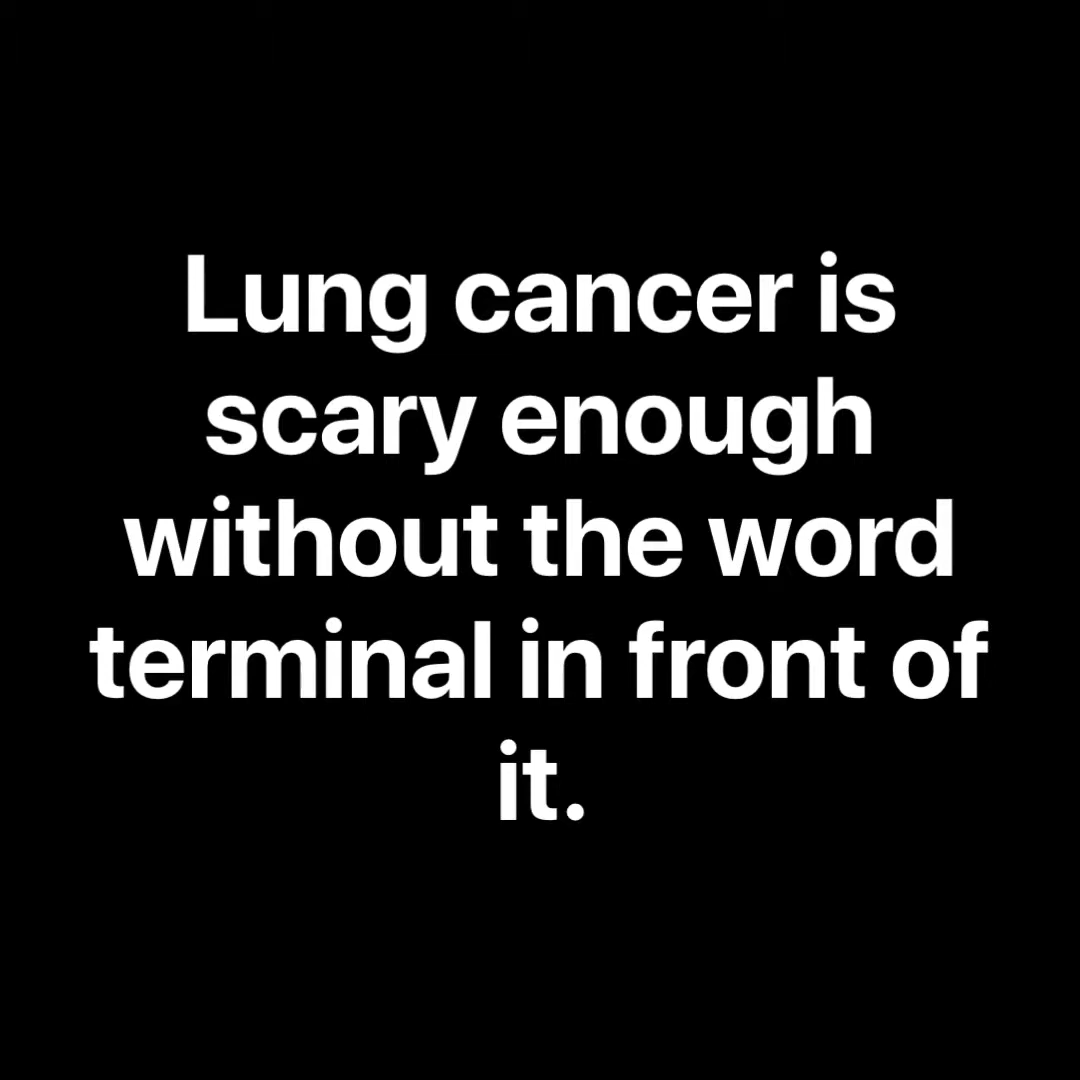 Lung cancer is
scary enough
without the word
terminal in front of
it.